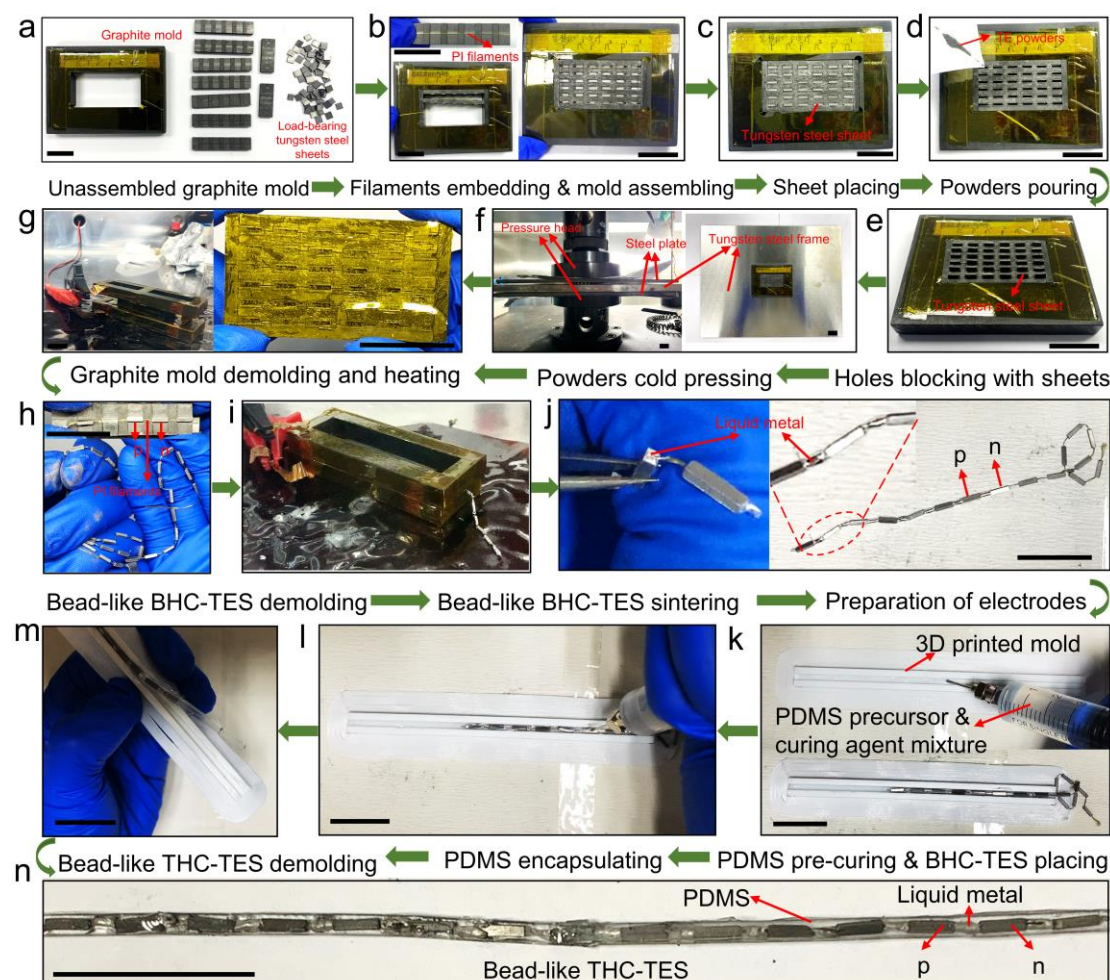 a
Graphite mold
Load-bearing
tungsten steel
sheets
b
PI filaments
c
Tungsten steel sheet
d
TE powders
Unassembled graphite mold
Filaments embedding & mold assembling
Sheet placing
Powders pouring
g
f
Pressure head
Steel plate
Tungsten steel frame
e
Tungsten steel sheet
Graphite mold demolding and heating
Powders cold pressing
Holes blocking with sheets
h
p
PI filaments
i
j
Liquid metal
p
n
Bead-like BHC-TES demolding
Bead-like BHC-TES sintering
Preparation of electrodes
m
l
k
3D printed mold
PDMS precursor &
curing agent mixture
Bead-like THC-TES demolding
PDMS encapsulating
PDMS pre-curing & BHC-TES placing
n
PDMS
Liquid metal
p
n
Bead-like THC-TES